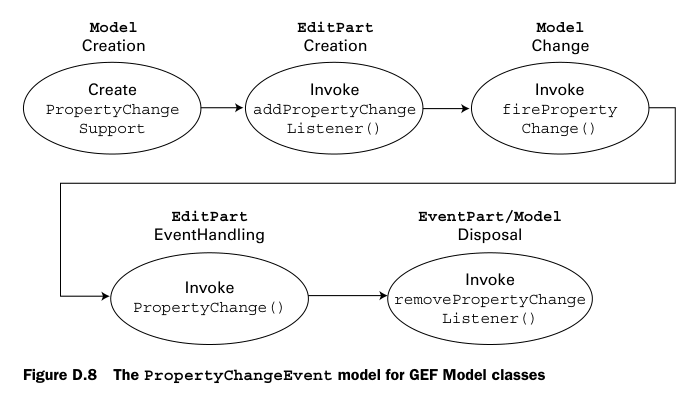 Model
Creation
Create
PropertyChange
Support
EditPart
Creation
Invoke
addPropertyChange
Listener()
Model
Change
Invoke
fireProperty
Change()
EditPart
EventHandling
Invoke
PropertyChange()
EventPart/Model
Disposal
Invoke
removePropertyChange
Listener()
Figure D.8 The PropertyChangeEvent model for GEF Model classes